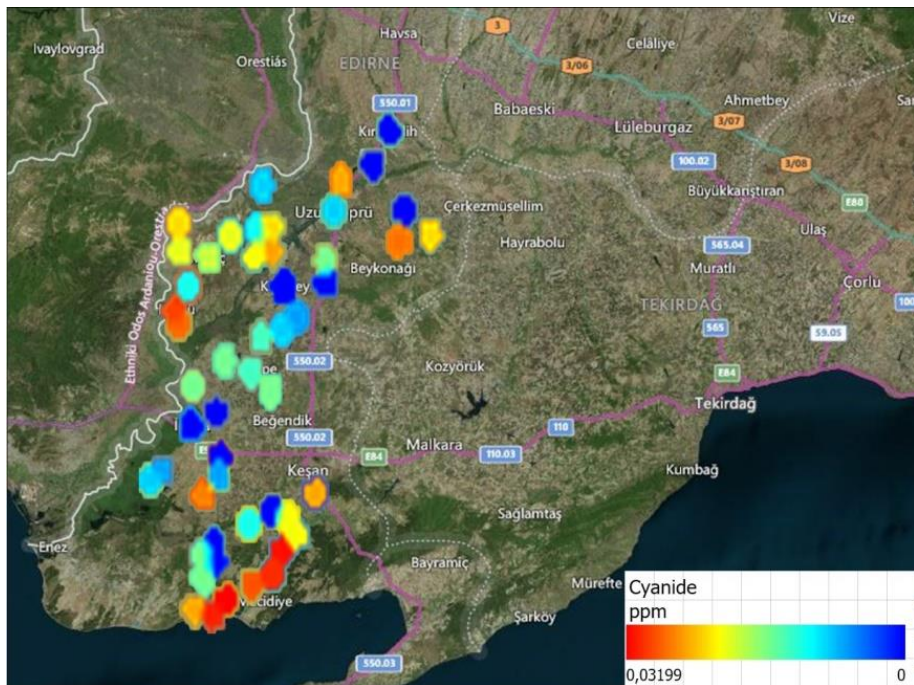 Vize
Ivaylovgrad
Orestiás
Havsa
3
Celâliye
EDIRNE
3/06
550.01
Babaeski
Ahmetbey
Lüleburgaz
3/07
100.02
3/08
Büyükkarıştıran
E80
Çerkezmüsellim
Ulaş
Hayrabolu
565.04
Beykonağı
Muratlı
Çorlu
TEKIRDAĞ
100
565
59.05
550.02
Kozyörük
E84
Tekirdağ
Beğendik
110
550.02
Malkara
E84
110.03
Keşan
Kumbağ
Sağlamtaş
Enez
Bayramiç
Mürefte
Şarköy
550.03
Cyanide
ppm
0,03199 0